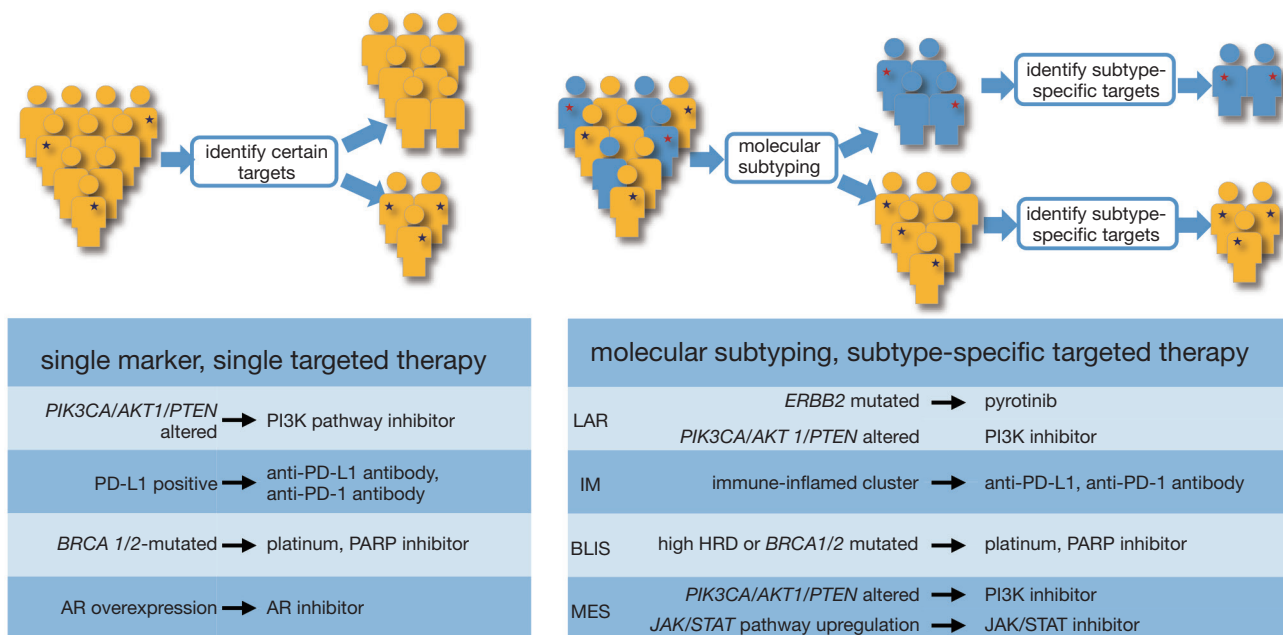 identify certain
targets
molecular
subtyping
identify subtype-
specific targets
identify subtype-
specific targets
single marker, single targeted therapy
PIK3CA/AKT1/PTEN
altered
PI3K pathway inhibitor
PD-L1 positive
anti-PD-L1 antibody,
anti-PD-1 antibody
BRCA 1/2-mutated
platinum, PARP inhibitor
AR overexpression
AR inhibitor
molecular subtyping, subtype-specific targeted therapy
LAR
ERBB2 mutated
pyrotinib
PIK3CA/AKT 1/PTEN altered
PI3K inhibitor
IM
immune-inflamed cluster
anti-PD-L1, anti-PD-1 antibody
BLIS
high HRD or BRCA1/2 mutated
platinum, PARP inhibitor
MES
PIK3CA/AKT1/PTEN altered
PI3K inhibitor
JAK/STAT pathway upregulation
JAK/STAT inhibitor